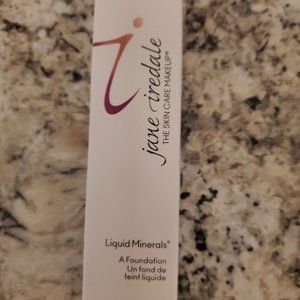 jane iredale
THE SKIN CARE MAKEUP®
Liquid Minerals®
A Foundation
Un fond de
teint liquide